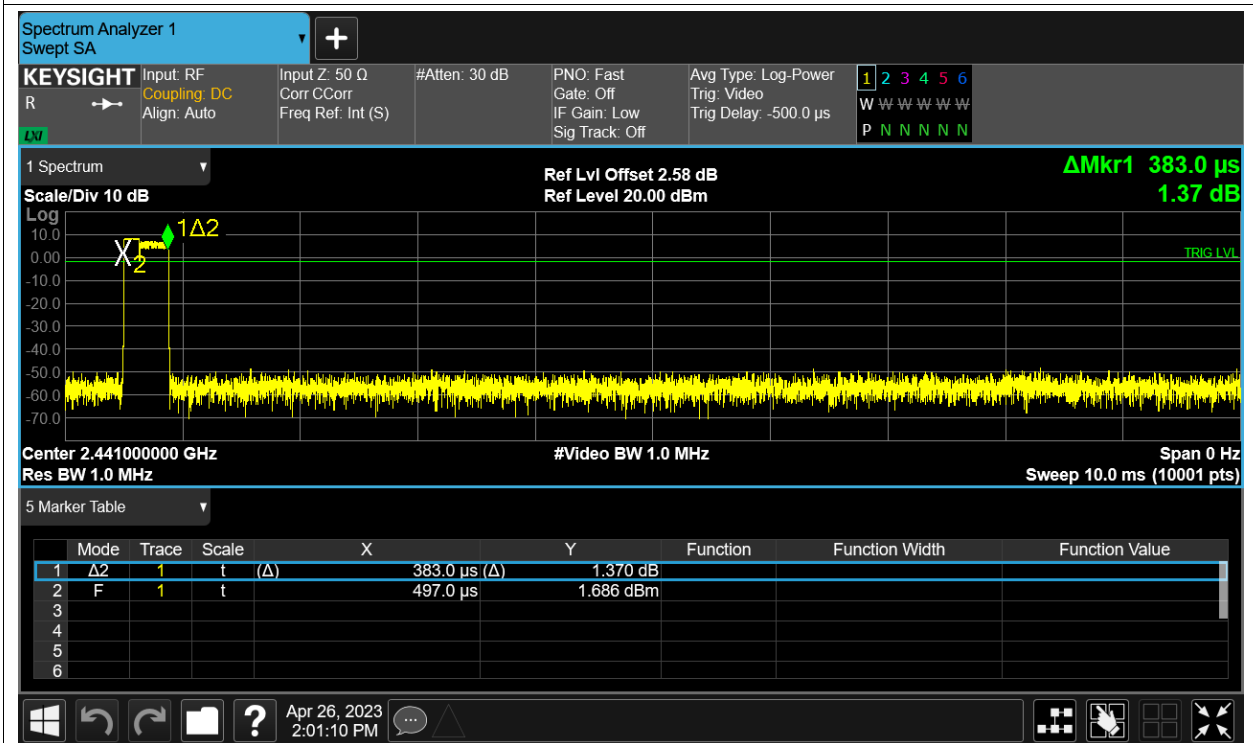 Spectrum Analyzer 1
Swept SA
+
KEYSIGHT Input: RF Input Z: 50 Ω #Atten: 30 dB PNO: Fast Avg Type: Log-Power 1 2 3 4 5 6
R Coupling: DC Corr CCorr Gate: Off Trig: Video W W W W W W
Align: Auto Freq Ref: Int (S) IF Gain: Low Trig Delay: -500.0 µs
LXI Sig Track: Off P N N N N N
1 Spectrum Ref Lvl Offset 2.58 dB ΔMkr1 383.0 µs
Scale/Div 10 dB Ref Level 20.00 dBm 1.37 dB
Log
1Δ2
10.0
X 2
0.00 TRIG LVL
-10.0
-20.0
-30.0
-40.0
-50.0
-60.0
-70.0
Center 2.441000000 GHz #Video BW 1.0 MHz Span 0 Hz
Res BW 1.0 MHz Sweep 10.0 ms (10001 pts)
5 Marker Table
Mode Trace Scale X Y Function Function Width Function Value
1 Δ2 1 t (Δ) 383.0 µs (Δ) 1.370 dB
2 F 1 t 497.0 µs 1.686 dBm
3
4
5
6
? Apr 26, 2023
2:01:10 PM